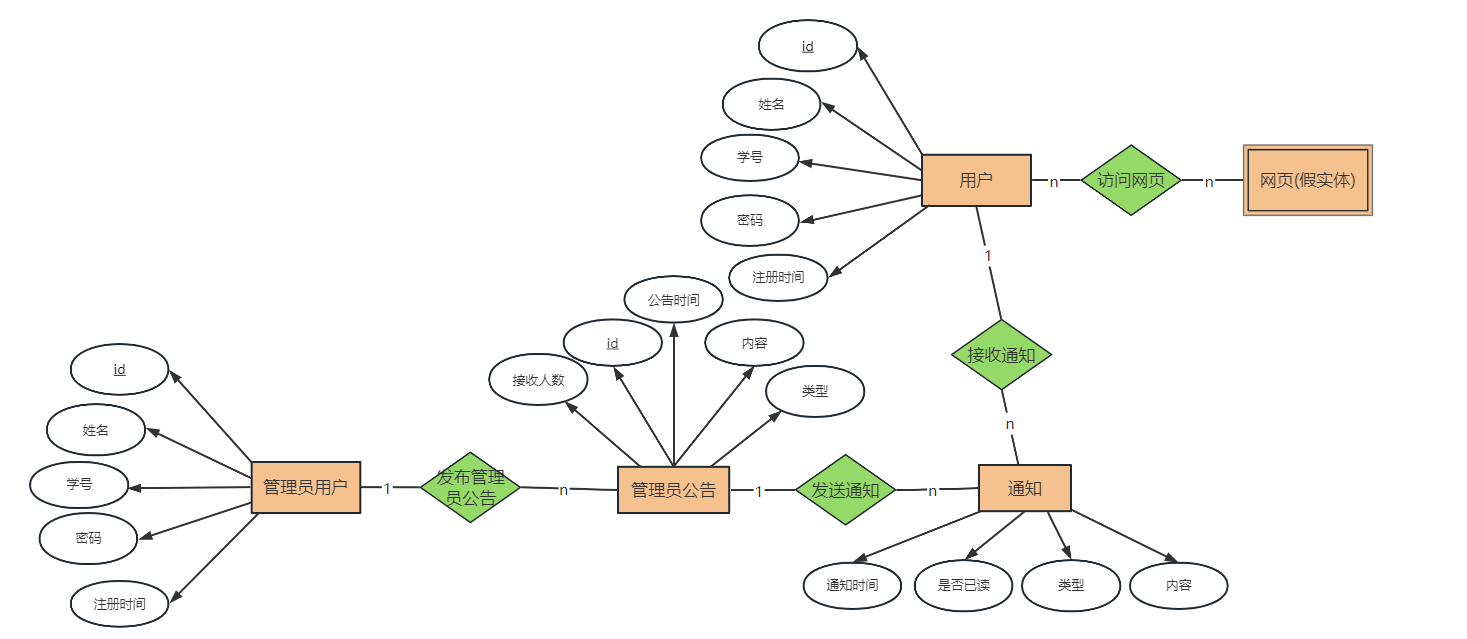 id
姓名
学号
密码
注册时间
用户
n
访问网页
n
网页(假实体)
1
接收通知
n
公告时间
id
内容
接收人数
类型
id
姓名
学号
密码
注册时间
管理员用户
1
发布管理
员公告
n
管理员公告
1
发送通知
n
通知
通知时间
是否已读
类型
内容